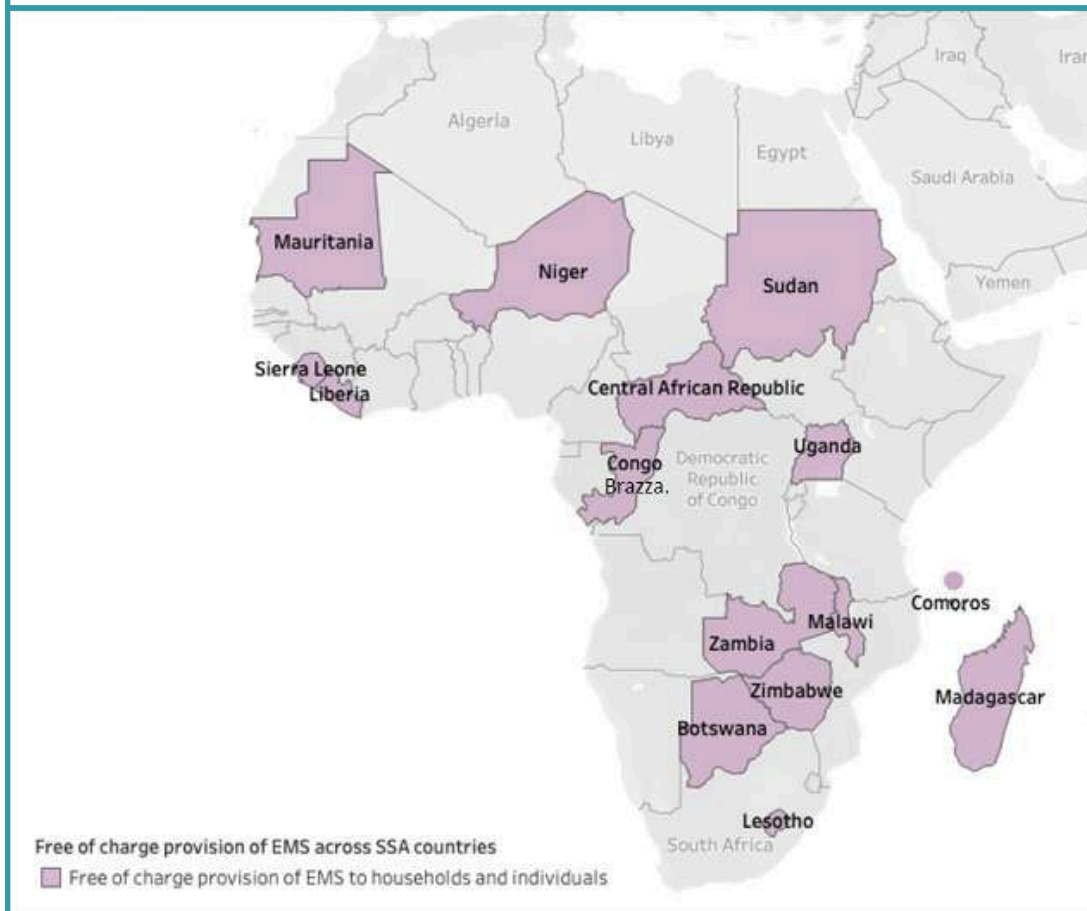 Iraq
Iran
Algeria
Libya
Egypt
Saudi Arabia
Mauritania
Niger
Sudan
Yemen
Sierra Leone
Liberia
Central African Republic
Uganda
Congo
Brazza.
Democratic
Republic
of Congo
Comoros
Malawi
Zambia
Zimbabwe
Madagascar
Botswana
Lesotho
South Africa
Free of charge provision of EMS across SSA countries
Free of charge provision of EMS to households and individuals